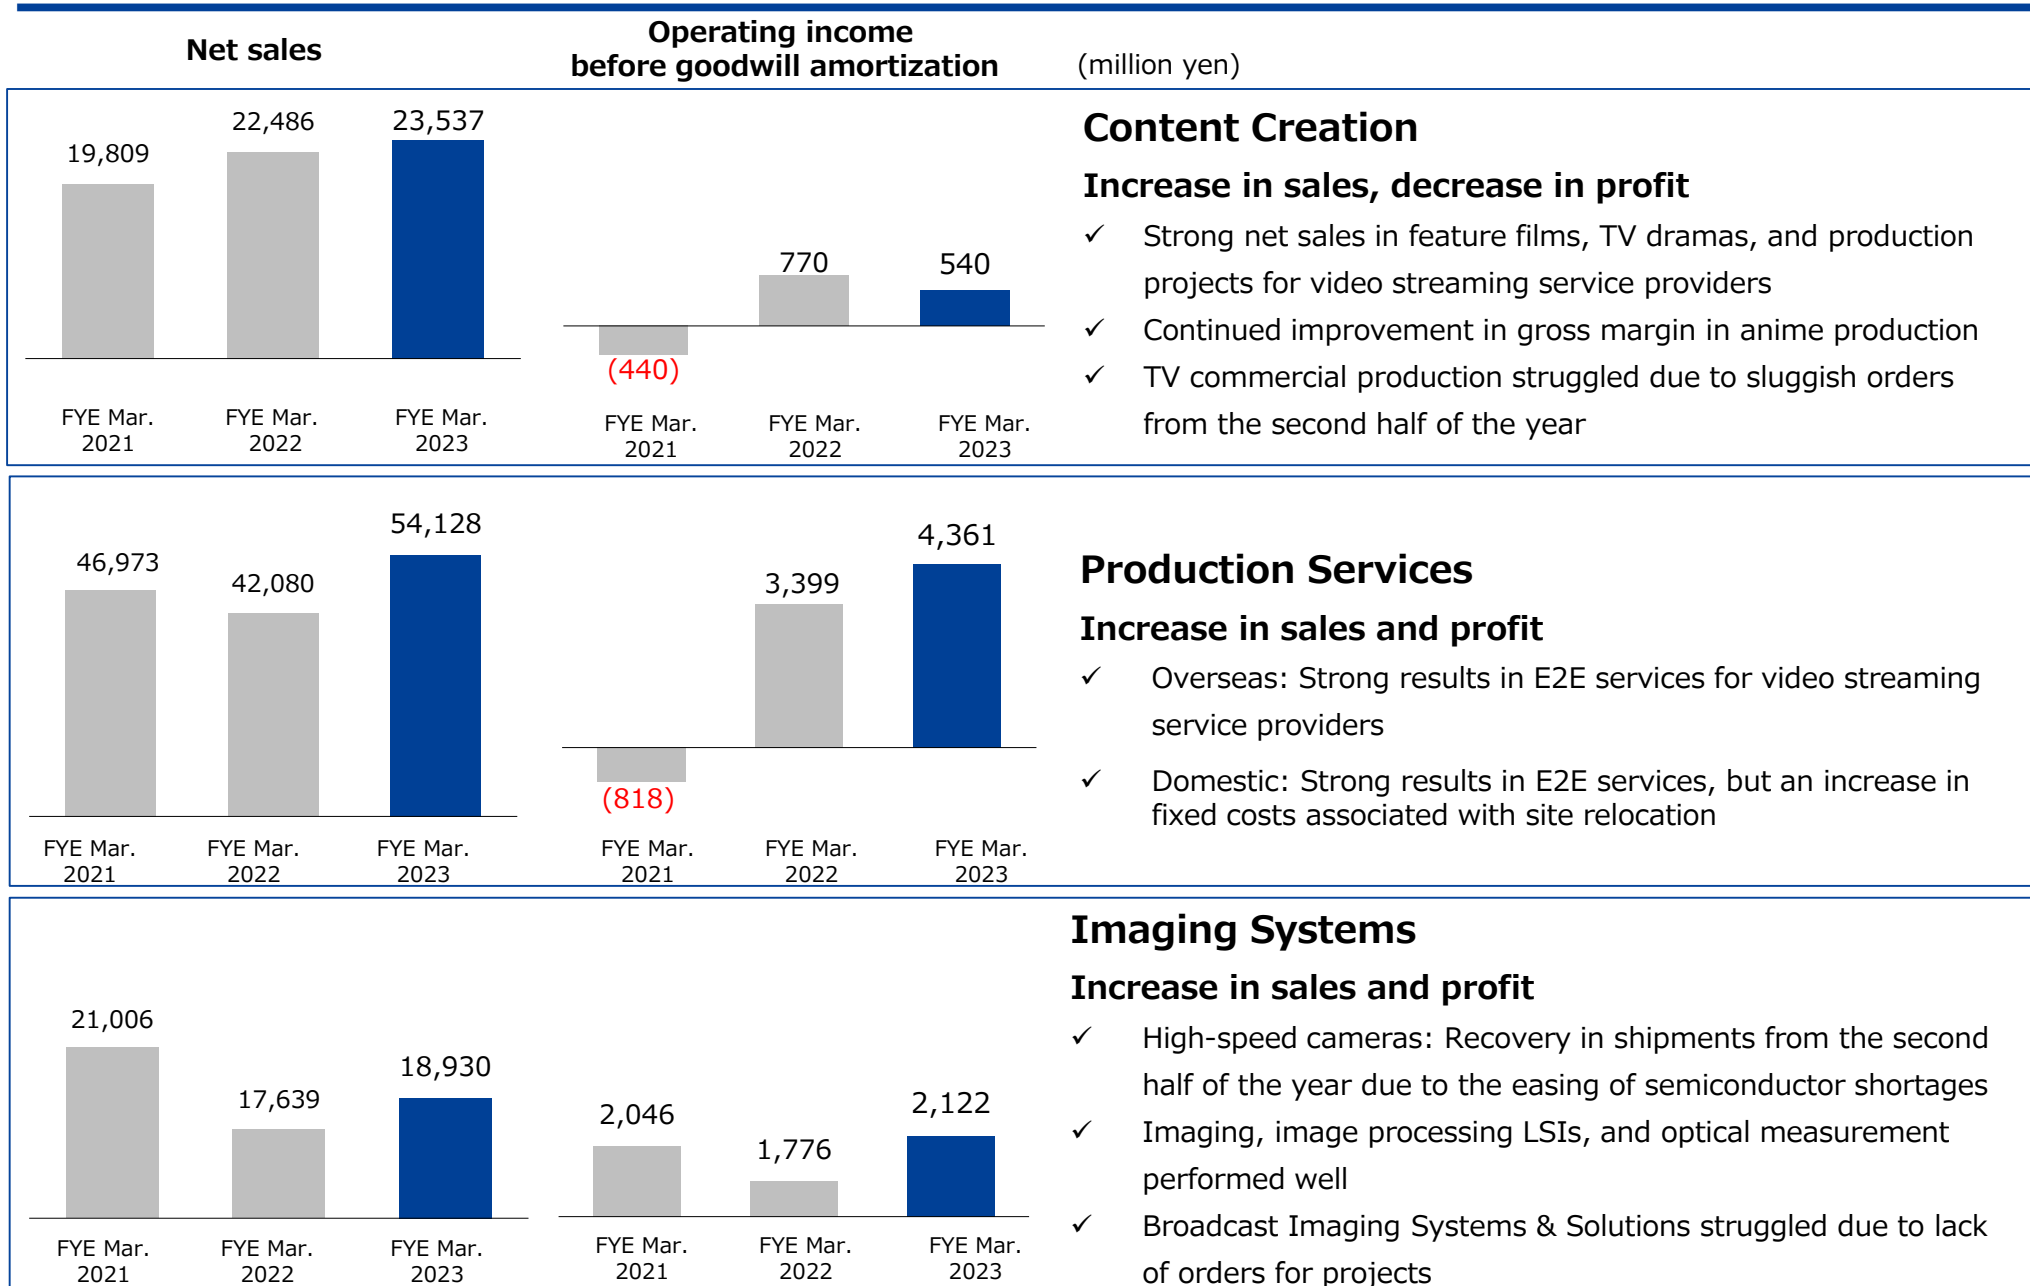 Net sales
Operating income
before goodwill amortization
(million yen)
19,809
22,486
23,537
FYE Mar.
2021
FYE Mar.
2022
FYE Mar.
2023
(440)
770
540
FYE Mar.
2021
FYE Mar.
2022
FYE Mar.
2023
Content Creation
Increase in sales, decrease in profit
✓ Strong net sales in feature films, TV dramas, and production
projects for video streaming service providers
✓ Continued improvement in gross margin in anime production
✓ TV commercial production struggled due to sluggish orders
from the second half of the year
46,973
42,080
54,128
FYE Mar.
2021
FYE Mar.
2022
FYE Mar.
2023
(818)
3,399
4,361
FYE Mar.
2021
FYE Mar.
2022
FYE Mar.
2023
Production Services
Increase in sales and profit
✓ Overseas: Strong results in E2E services for video streaming
service providers
✓ Domestic: Strong results in E2E services, but an increase in
fixed costs associated with site relocation
21,006
17,639
18,930
FYE Mar.
2021
FYE Mar.
2022
FYE Mar.
2023
2,046
1,776
2,122
FYE Mar.
2021
FYE Mar.
2022
FYE Mar.
2023
Imaging Systems
Increase in sales and profit
✓ High-speed cameras: Recovery in shipments from the second
half of the year due to the easing of semiconductor shortages
✓ Imaging, image processing LSIs, and optical measurement
performed well
✓ Broadcast Imaging Systems & Solutions struggled due to lack
of orders for projects